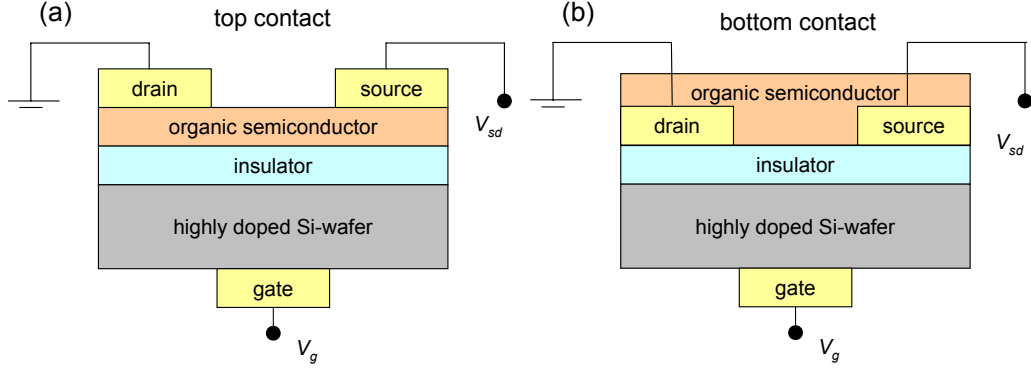 (a)
top contact
drain
source
organic semiconductor
V_sd
insulator
highly doped Si-wafer
gate
V_g
(b)
bottom contact
organic semiconductor
drain
source
V_sd
insulator
highly doped Si-wafer
gate
V_g